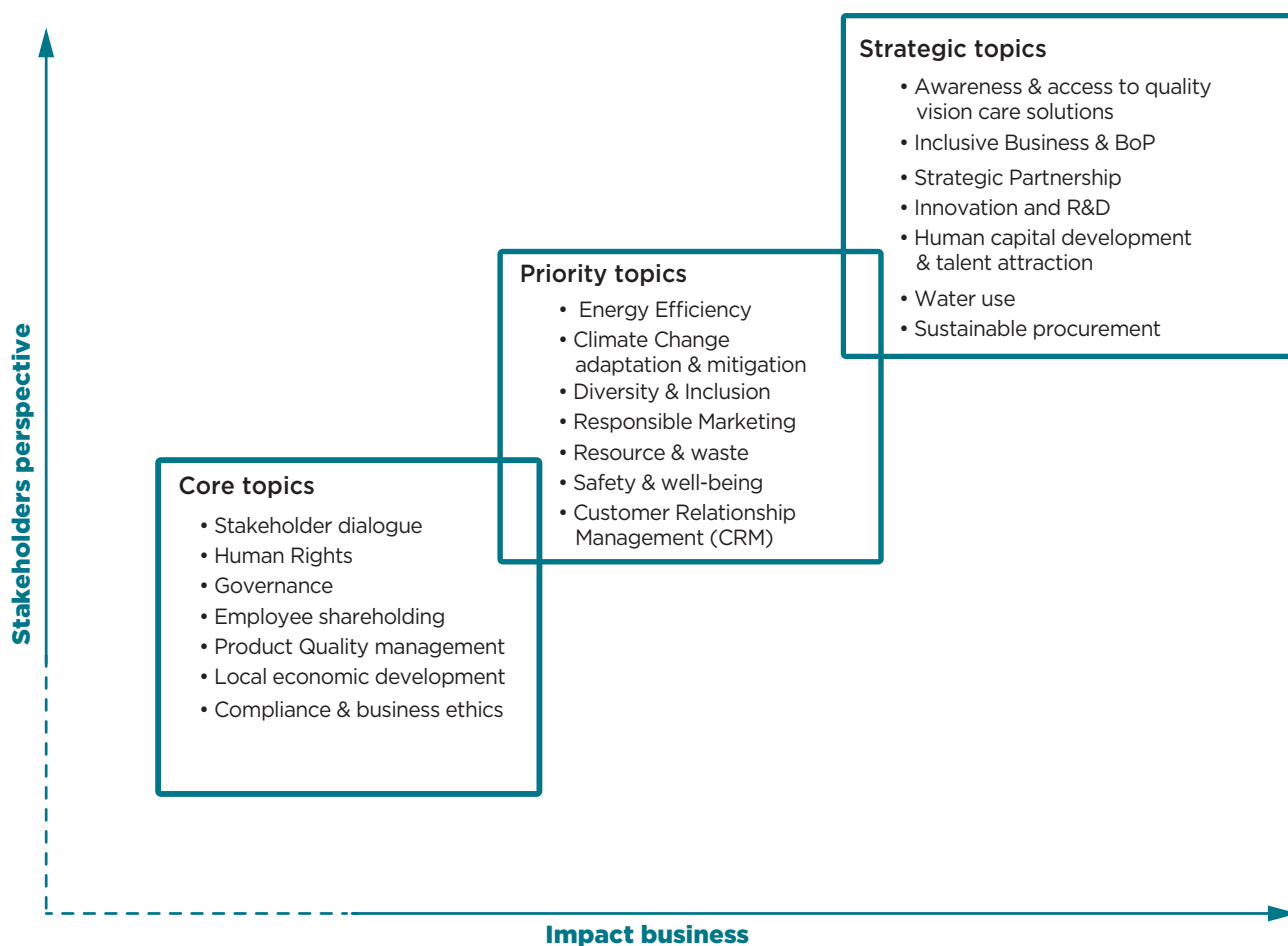 Strategic topics
• Awareness & access to quality
vision care solutions
• Inclusive Business & BoP
• Strategic Partnership
• Innovation and R&D
• Human capital development
& talent attraction
• Water use
• Sustainable procurement
Priority topics
• Energy Efficiency
• Climate Change
adaptation & mitigation
• Diversity & Inclusion
• Responsible Marketing
• Resource & waste
• Safety & well-being
• Customer Relationship
Management (CRM)
Core topics
• Stakeholder dialogue
• Human Rights
• Governance
• Employee shareholding
• Product Quality management
• Local economic development
• Compliance & business ethics
Stakeholders perspective
Impact business